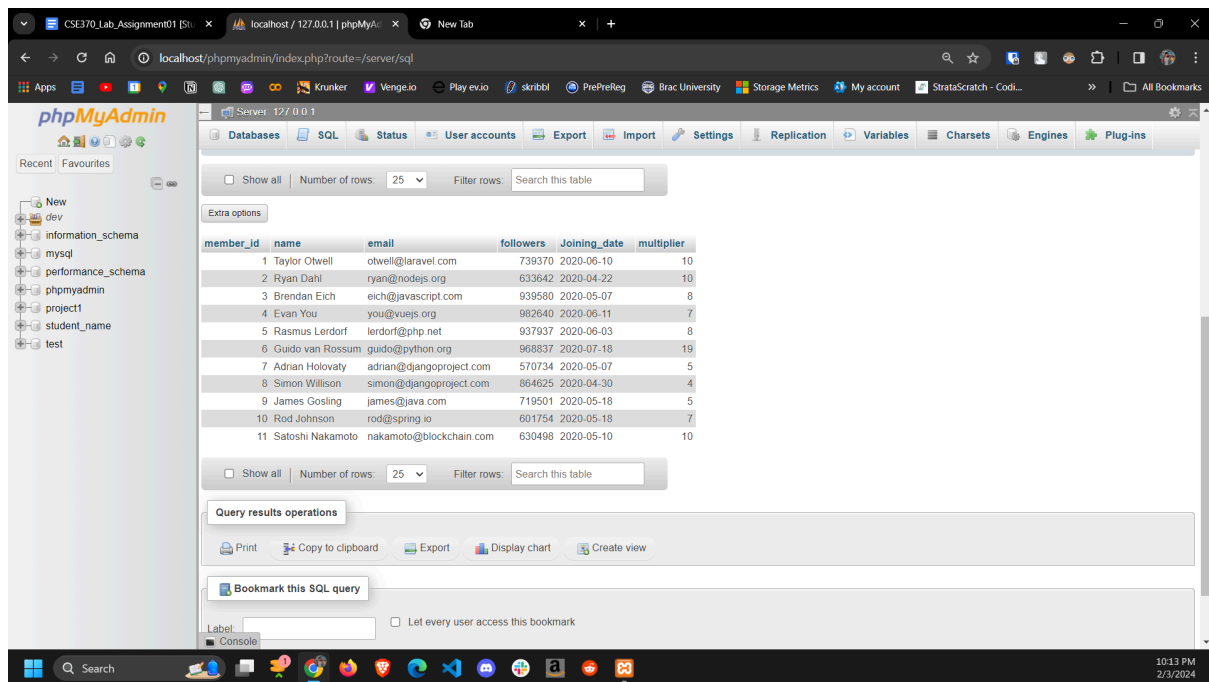 CSE370_Lab_Assignment01 [Stu
localhost / 127.0.0.1 | phpMyAd
New Tab
localhost/phpmyadmin/index.php?route=/server/sql
Apps Krunker Venge.io Play ev.io skribbl PrePreReg Brac University Storage Metrics My account StrataScratch - Codi... » All Bookmarks
phpMyAdmin
Server: 127.0.0.1
Databases SQL Status User accounts Export Import Settings Replication Variables Charsets Engines Plug-ins
Recent Favourites
New
dev
information_schema
mysql
performance_schema
phpmyadmin
project1
student_name
test
Show all Number of rows: 25 Filter rows: Search this table
Extra options
member_id name email followers Joining_date multiplier
1 Taylor Otwell otwell@laravel.com 739370 2020-06-10 10
2 Ryan Dahl ryan@nodejs.org 633642 2020-04-22 10
3 Brendan Eich eich@javascript.com 939580 2020-05-07 8
4 Evan You you@vuejs.org 982640 2020-06-11 7
5 Rasmus Lerdorf lerdorf@php.net 937937 2020-06-03 8
6 Guido van Rossum guido@python.org 968837 2020-07-18 19
7 Adrian Holovaty adrian@djangoproject.com 570734 2020-05-07 5
8 Simon Willison simon@djangoproject.com 864625 2020-04-30 4
9 James Gosling james@java.com 719501 2020-05-18 5
10 Rod Johnson rod@spring.io 601754 2020-05-18 7
11 Satoshi Nakamoto nakamoto@blockchain.com 630498 2020-05-10 10
Show all Number of rows: 25 Filter rows: Search this table
Query results operations
Print Copy to clipboard Export Display chart Create view
Bookmark this SQL query
Label: Let every user access this bookmark
Console
Search
10:13 PM
2/3/2024